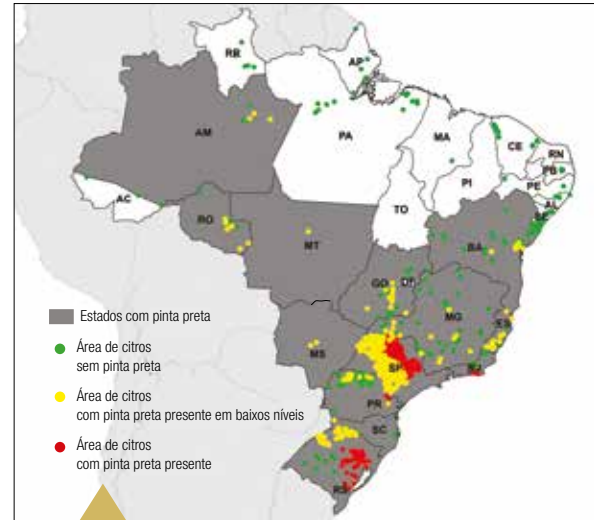 RB
AP
AM
PA
MA
CE
RN
PB
PI
PE
AL
SE
AC
TO
RO
BA
MT
GO
DF
MG
ES
MS
SP
RJ
PR
SC
RS
Estados com pinta preta
Área de citros
sem pinta preta
Área de citros
com pinta preta presente em baixos níveis
Área de citros
com pinta preta presente